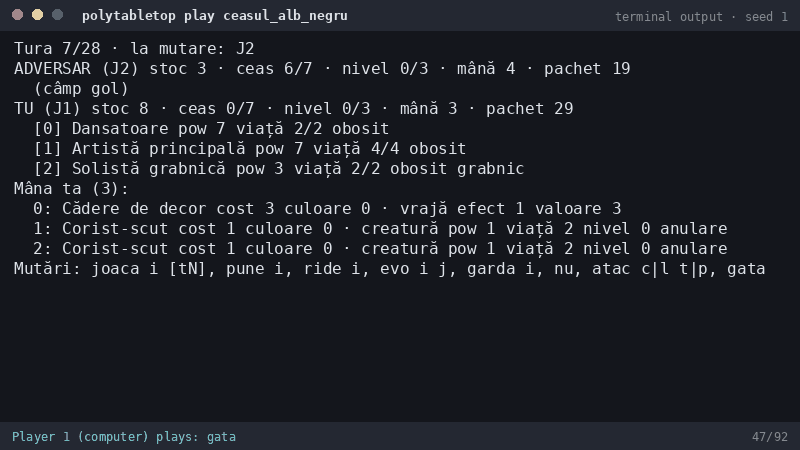 polytabletop play ceasul_alb_negru
terminal output · seed 1
Tura 7/28 · la mutare: J2
ADVERSAR (J2) stoc 3 · ceas 6/7 · nivel 0/3 · mână 4 · pachet 19
(câmp gol)
TU (J1) stoc 8 · ceas 0/7 · nivel 0/3 · mână 3 · pachet 29
[0] Dansatoare pow 7 viață 2/2 obosit
[1] Artistă principală pow 7 viață 4/4 obosit
[2] Solistă grabnică pow 3 viață 2/2 obosit grabnic
Mâna ta (3):
0: Cădere de decor cost 3 culoare 0 · vrajă efect 1 valoare 3
1: Corist-scut cost 1 culoare 0 · creatură pow 1 viață 2 nivel 0 anulare
2: Corist-scut cost 1 culoare 0 · creatură pow 1 viață 2 nivel 0 anulare
Mutări: joaca i [tN], pune i, ride i, evo i j, garda i, nu, atac c|l t|p, gata
Player 1 (computer) plays: gata
47/92